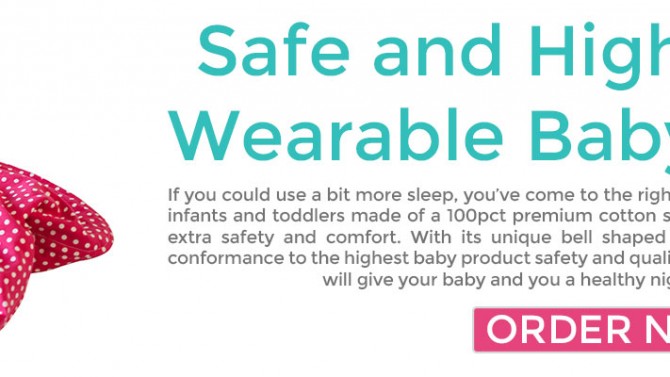 Safe and High
Wearable Baby
If you could use a bit more sleep, you've come to the righ
infants and toddlers made of a 100pct premium cotton s
extra safety and comfort. With its unique bell shaped
conformance to the highest baby product safety and quali
will give your baby and you a healthy nig
ORDER N